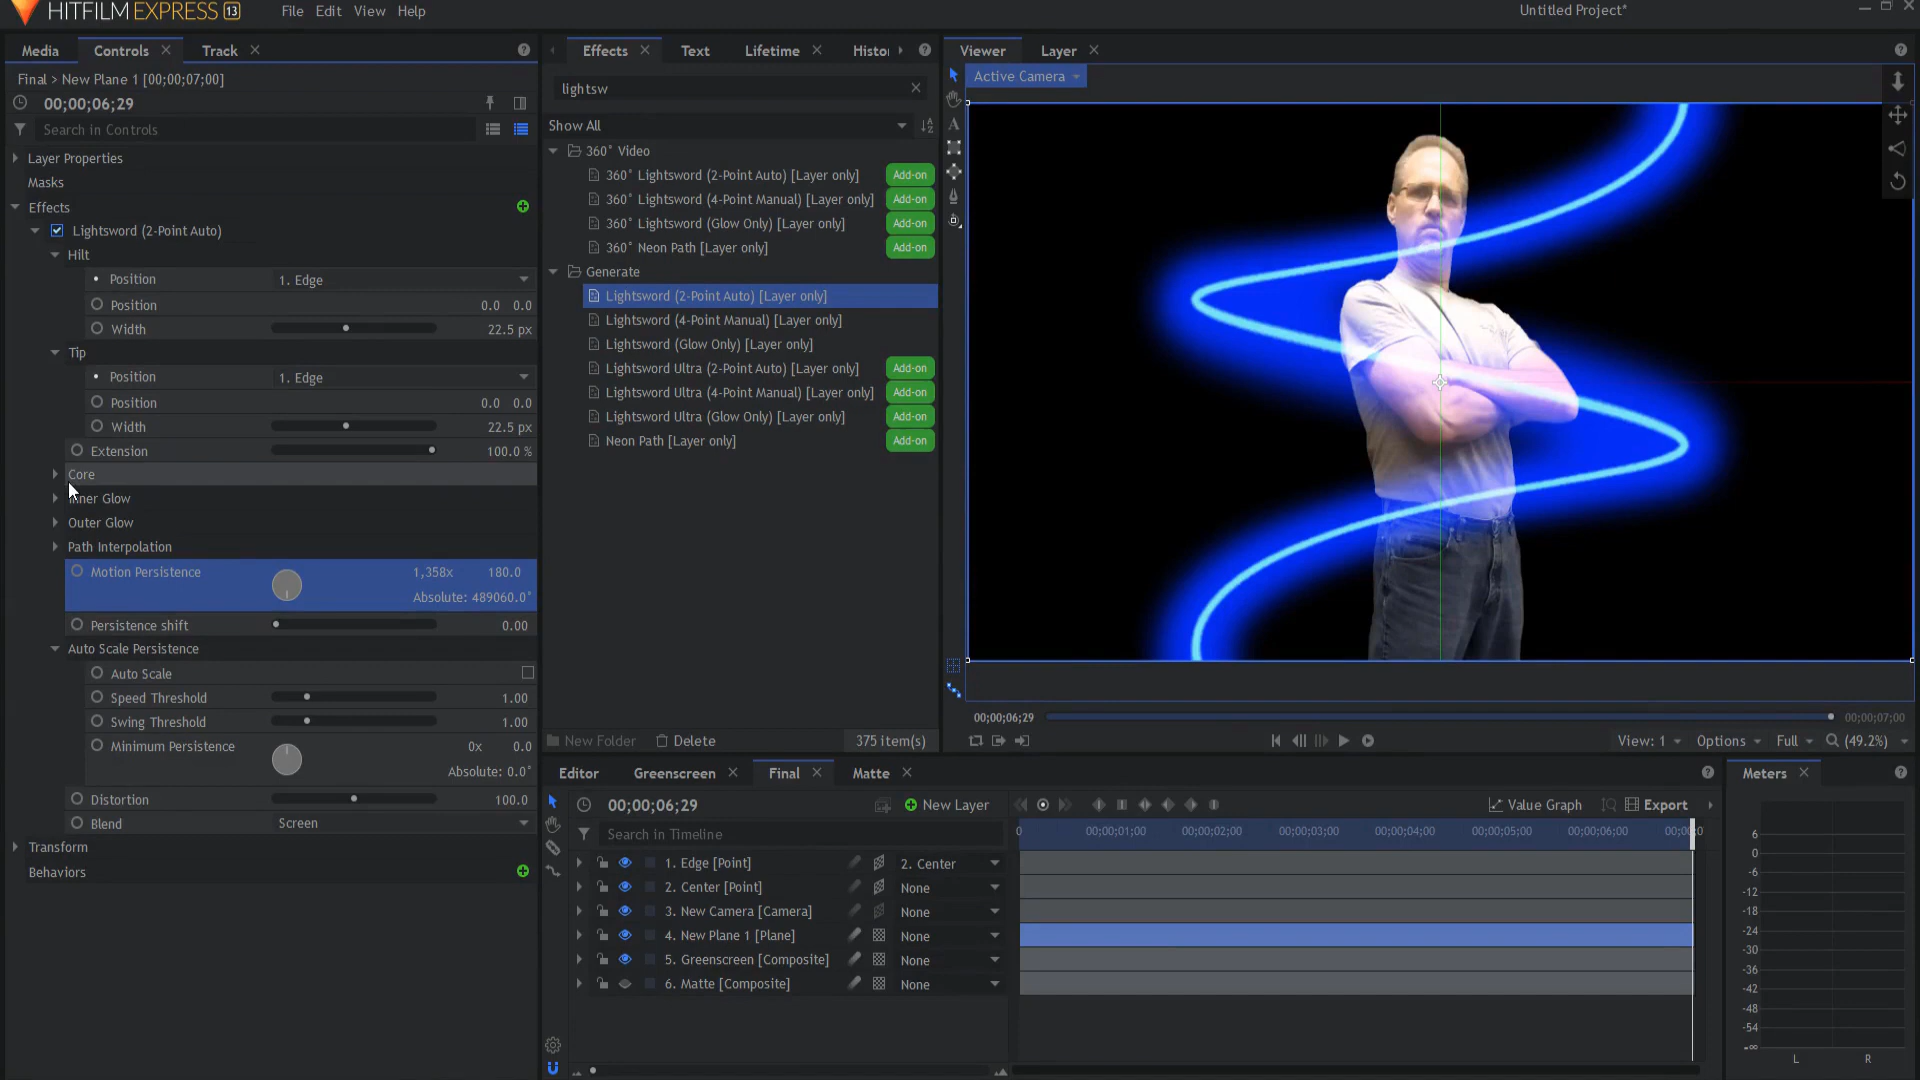 HITFILM EXPRESS 13
File Edit View Help
Untitled Project*
Media Controls Track
Final > New Plane 1 [00;00;07;00]
00;00;06;29
Search in Controls
Layer Properties
Masks
Effects
Lightsword (2-Point Auto)
Hilt
Position 1. Edge
Position 0.0 0.0
Width 22.5 px
Tip
Position 1. Edge
Position 0.0 0.0
Width 22.5 px
Extension 100.0 %
Core
Inner Glow
Outer Glow
Path Interpolation
Motion Persistence 1,358x 180.0
Absolute: 489060.0°
Persistence shift 0.00
Auto Scale Persistence
Auto Scale
Speed Threshold 1.00
Swing Threshold 1.00
Minimum Persistence 0x 0.0
Absolute: 0.0°
Distortion 100.0
Blend Screen
Transform
Behaviors
Effects Text Lifetime Histo
lightsw
Show All
360° Video
360° Lightsword (2-Point Auto) [Layer only] Add-on
360° Lightsword (4-Point Manual) [Layer only] Add-on
360° Lightsword (Glow Only) [Layer only] Add-on
360° Neon Path [Layer only] Add-on
Generate
Lightsword (2-Point Auto) [Layer only]
Lightsword (4-Point Manual) [Layer only]
Lightsword (Glow Only) [Layer only]
Lightsword Ultra (2-Point Auto) [Layer only] Add-on
Lightsword Ultra (4-Point Manual) [Layer only] Add-on
Lightsword Ultra (Glow Only) [Layer only] Add-on
Neon Path [Layer only] Add-on
New Folder Delete 375 item(s)
Viewer Layer
Active Camera
00;00;06;29 00;00;07;00
View: 1 Options Full (49.2%)
Editor Greenscreen Final Matte
00;00;06;29 New Layer Value Graph Export
Search in Timeline
0 00;00;01;00 00;00;02;00 00;00;03;00 00;00;04;00 00;00;05;00 00;00;06;00 00;00;0
1. Edge [Point] 2. Center
2. Center [Point] None
3. New Camera [Camera] None
4. New Plane 1 [Plane] None
5. Greenscreen [Composite] None
6. Matte [Composite] None
Meters
6
0
-6
-12
-18
-24
-30
-36
-42
-48
-54
-∞
L R